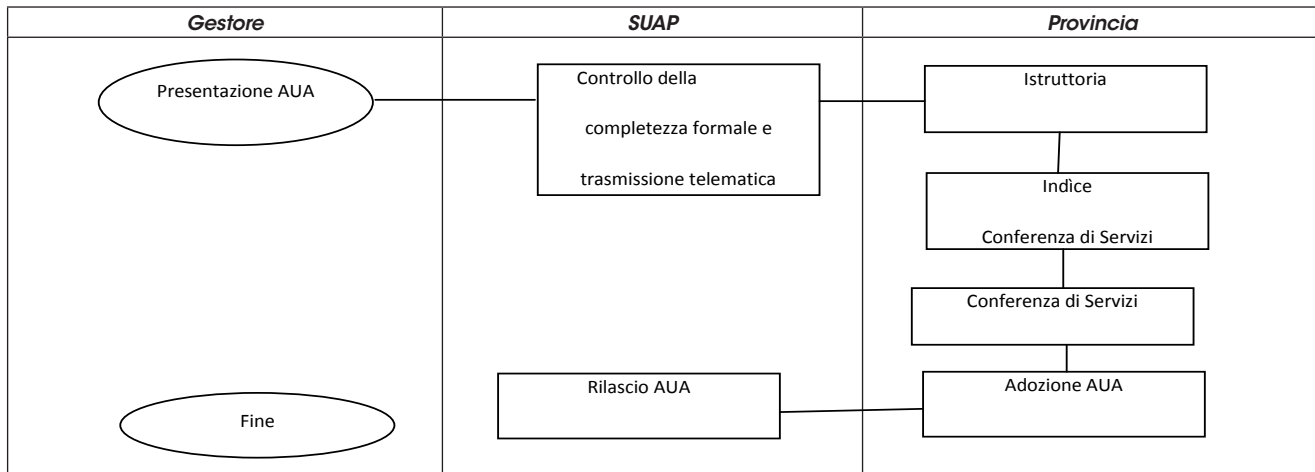 Gestore
SUAP
Provincia
Presentazione AUA
Controllo della
completezza formale e
trasmissione telematica
Istruttoria
Indìce
Conferenza di Servizi
Conferenza di Servizi
Adozione AUA
Rilascio AUA
Fine